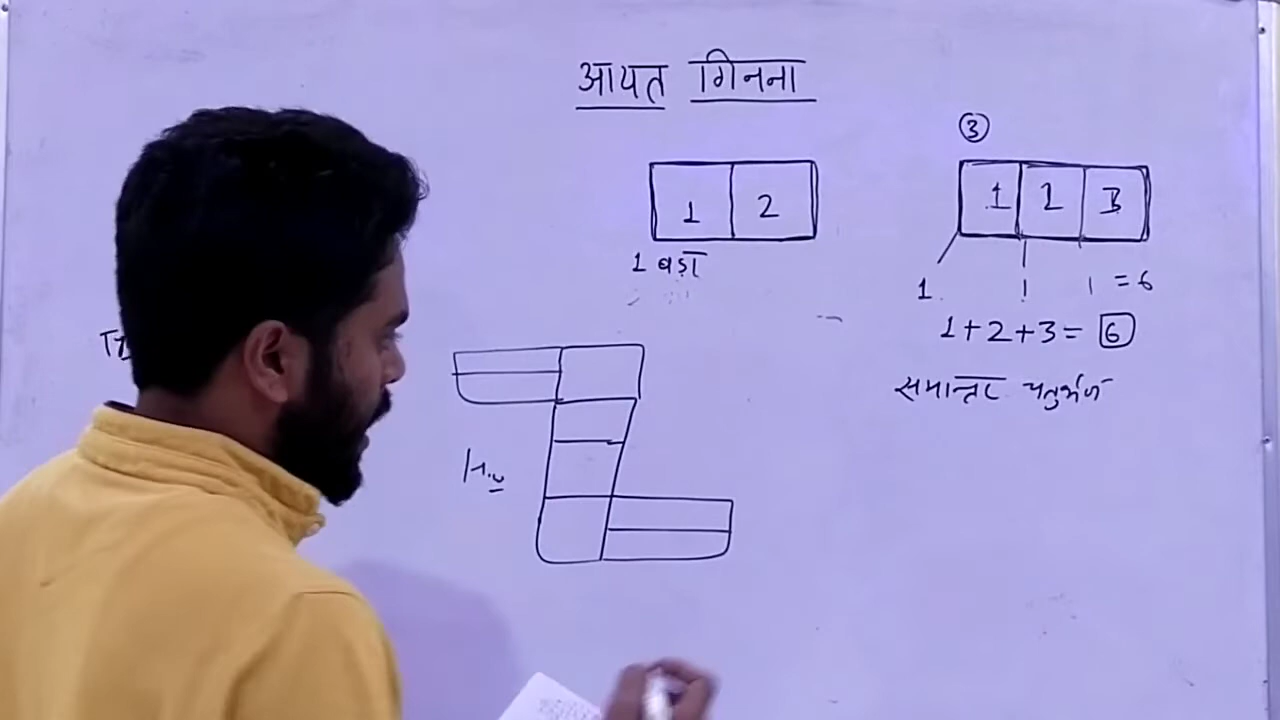 आयत गिनना
③
1 2
1 2 3
1 बड़ा
1 1 1 = 6
1+2+3= 6
समान्तर चतुर्भुज
H.W